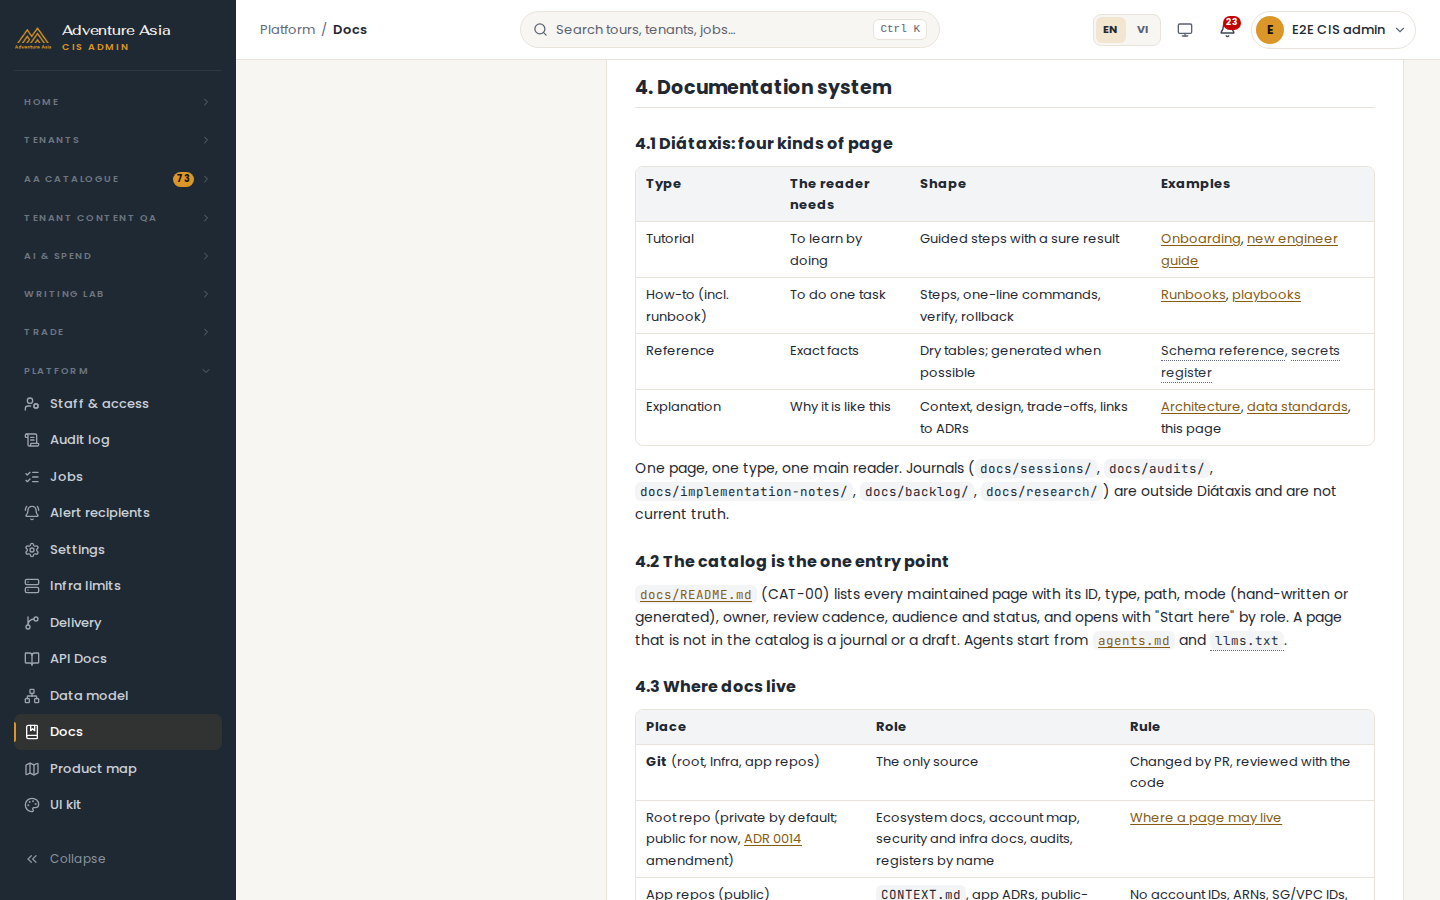 Adventure Asia
CIS ADMIN
Adventure Asia
Platform / Docs
Search tours, tenants, jobs...
Ctrl K
EN
VI
23
E
E2E CIS admin
HOME
TENANTS
AA CATALOGUE
73
TENANT CONTENT QA
AI & SPEND
WRITING LAB
TRADE
PLATFORM
Staff & access
Audit log
Jobs
Alert recipients
Settings
Infra limits
Delivery
API Docs
Data model
Docs
Product map
UI kit
Collapse
4. Documentation system
4.1 Diátaxis: four kinds of page
Type
The reader
needs
Shape
Examples
Tutorial
To learn by
doing
Guided steps with a sure result
Onboarding, new engineer
guide
How-to (incl.
runbook)
To do one task
Steps, one-line commands,
verify, rollback
Runbooks, playbooks
Reference
Exact facts
Dry tables; generated when
possible
Schema reference, secrets
register
Explanation
Why it is like this
Context, design, trade-offs, links
to ADRs
Architecture, data standards,
this page
One page, one type, one main reader. Journals ( docs/sessions/ , docs/audits/ ,
docs/implementation-notes/ , docs/backlog/ , docs/research/ ) are outside Diátaxis and are not
current truth.
4.2 The catalog is the one entry point
docs/README.md (CAT-00) lists every maintained page with its ID, type, path, mode (hand-written or
generated), owner, review cadence, audience and status, and opens with "Start here" by role. A page
that is not in the catalog is a journal or a draft. Agents start from agents.md and llms.txt .
4.3 Where docs live
Place
Role
Rule
Git (root, Infra, app repos)
The only source
Changed by PR, reviewed with the
code
Root repo (private by default;
public for now, ADR 0014
amendment)
Ecosystem docs, account map,
security and infra docs, audits,
registers by name
Where a page may live
App repos (public)
CONTEXT.md , app ADRs, public-
No account IDs, ARNs, SG/VPC IDs,